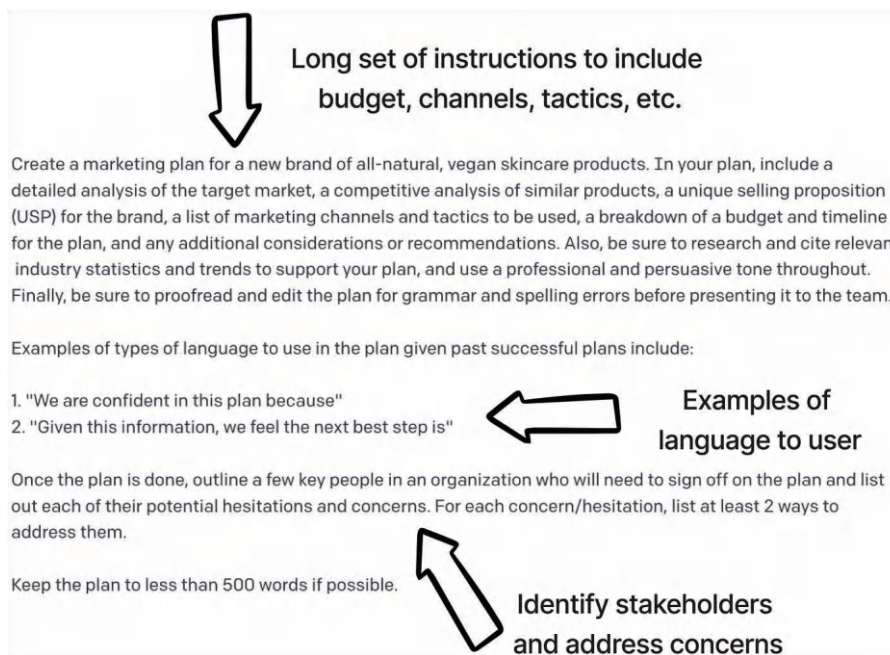 Long set of instructions to include
budget, channels, tactics, etc.
Create a marketing plan for a new brand of all-natural, vegan skincare products. In your plan, include a
detailed analysis of the target market, a competitive analysis of similar products, a unique selling proposition
(USP) for the brand, a list of marketing channels and tactics to be used, a breakdown of a budget and timeline
for the plan, and any additional considerations or recommendations. Also, be sure to research and cite relevan
industry statistics and trends to support your plan, and use a professional and persuasive tone throughout.
Finally, be sure to proofread and edit the plan for grammar and spelling errors before presenting it to the team.
Examples of types of language to use in the plan given past successful plans include:
1. "We are confident in this plan because"
2. "Given this information, we feel the next best step is"
Examples of
language to user
Once the plan is done, outline a few key people in an organization who will need to sign off on the plan and list
out each of their potential hesitations and concerns. For each concern/hesitation, list at least 2 ways to
address them.
Keep the plan to less than 500 words if possible.
Identify stakeholders
and address concerns